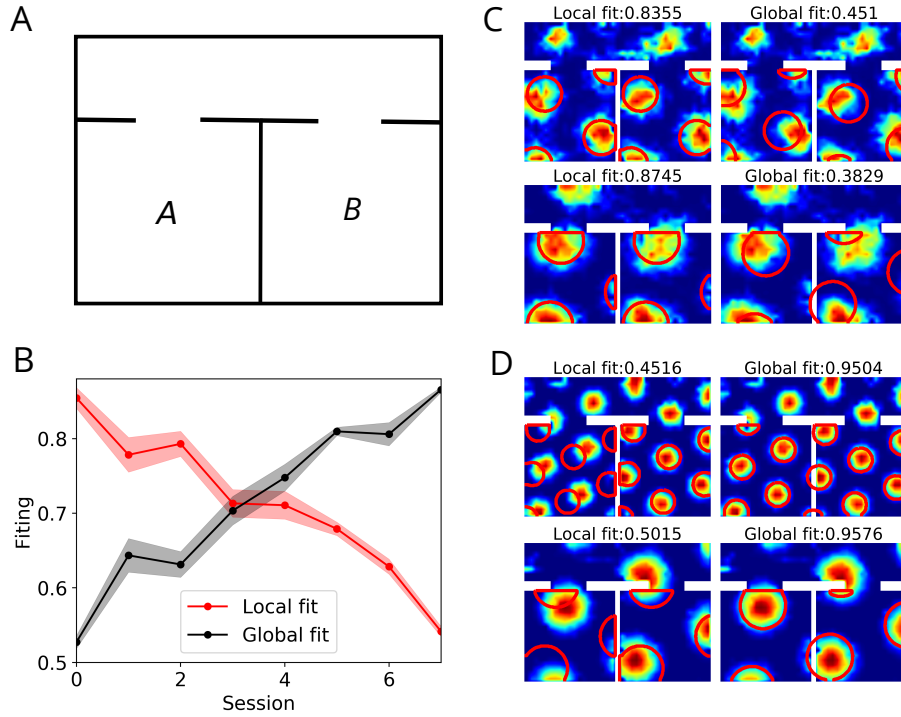 A
A
B
B
0.8
0.7
0.6
0.5
Fiting
0
2
4
6
Session
Local fit
Global fit
C
Local fit:0.8355
Global fit:0.451
Local fit:0.8745
Global fit:0.3829
D
Local fit:0.4516
Global fit:0.9504
Local fit:0.5015
Global fit:0.9576